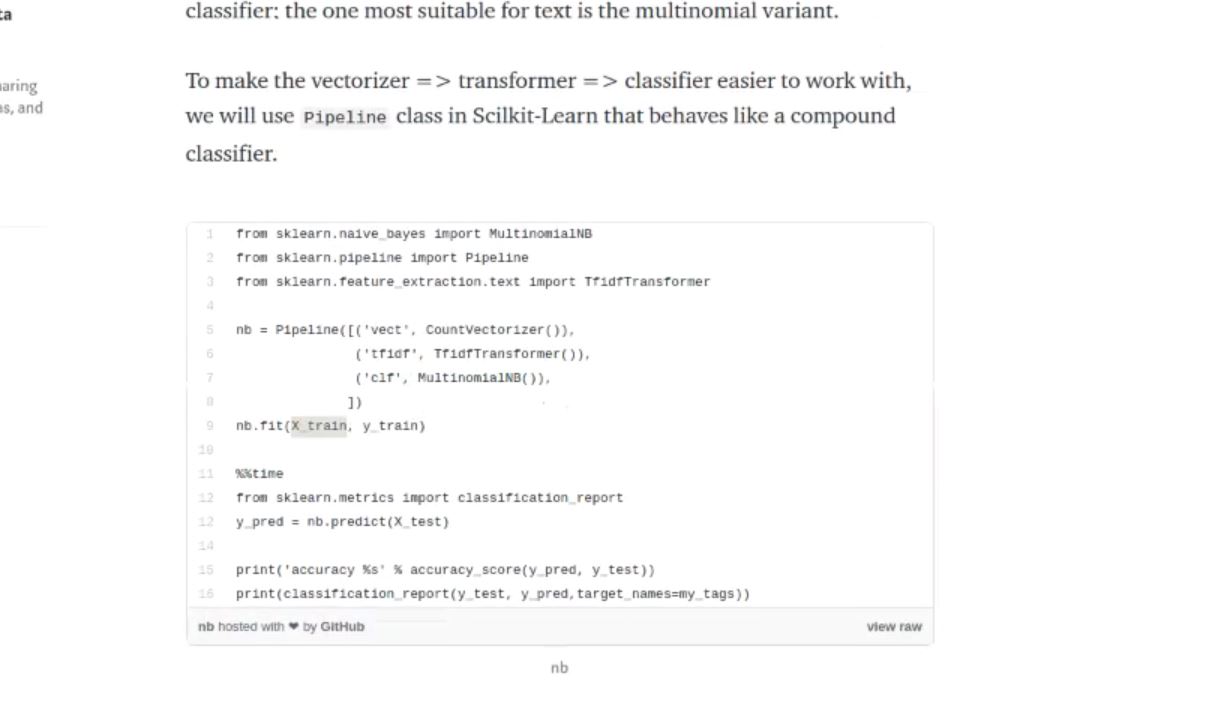 ta
classifier; the one most suitable for text is the multinomial variant.
To make the vectorizer => transformer => classifier easier to work with,
aring
as, and
we will use Pipeline class in Scilkit-Learn that behaves like a compound
classifier.
1 from sklearn.naive_bayes import MultinomialNB
2 from sklearn.pipeline import Pipeline
3 from sklearn.feature_extraction.text import TfidfTransformer
4
5 nb = Pipeline([('vect', CountVectorizer()),
6 ('tfidf', TfidfTransformer()),
7 ('clf', MultinomialNB()),
8 ])
9 nb.fit(X_train, y_train)
10
11 %%time
12 from sklearn.metrics import classification_report
12 y_pred = nb.predict(X_test)
14
15 print('accuracy %s' % accuracy_score(y_pred, y_test))
16 print(classification_report(y_test, y_pred,target_names=my_tags))
nb hosted with ❤ by GitHub view raw
nb